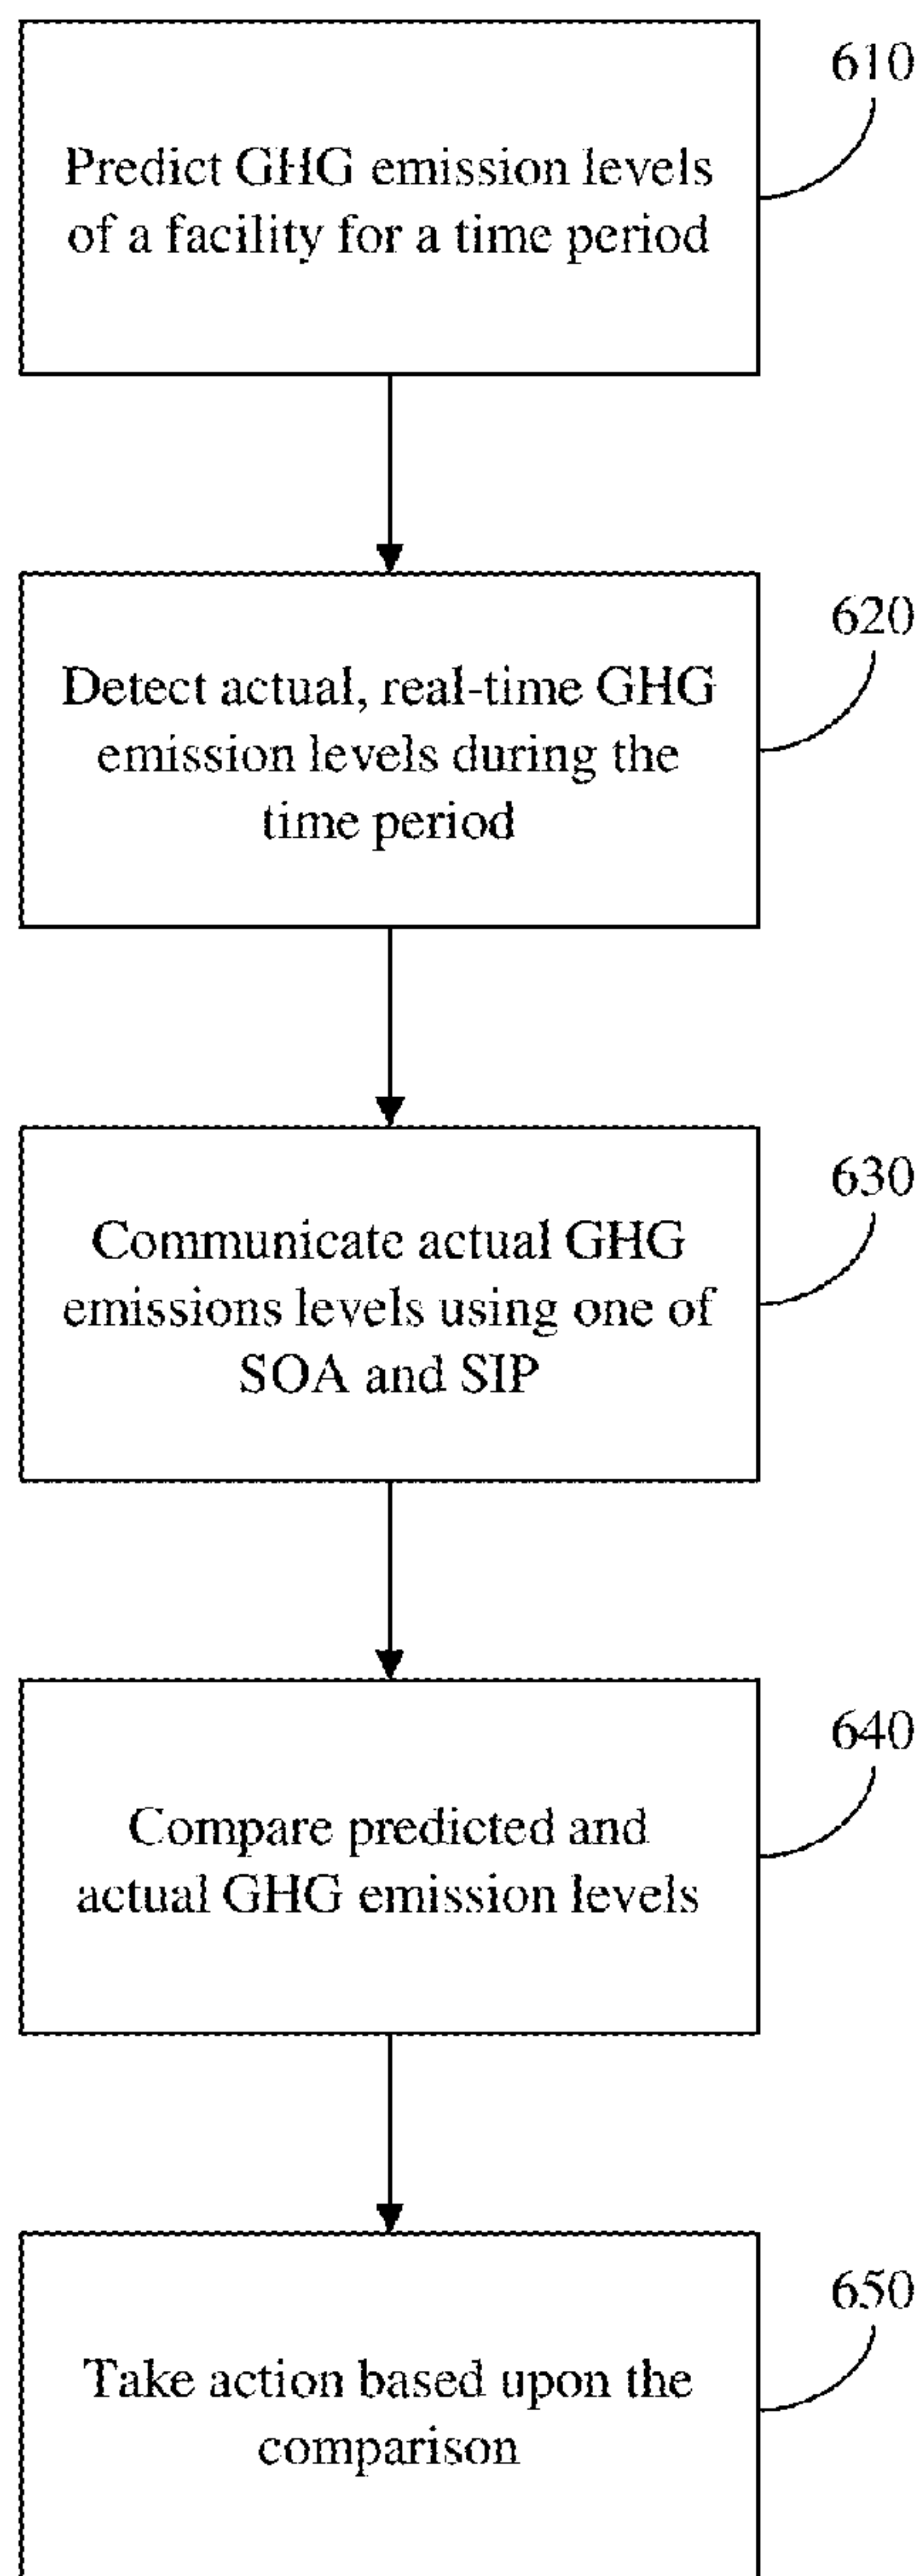 610
Predict GHG emission levels
of a facility for a time period
620
Detect actual, real-time GHG
emission levels during the
time period
630
Communicate actual GHG
emissions levels using one of
SOA and SIP
640
Compare predicted and
actual GHG emission levels
650
Take action based upon the
comparison